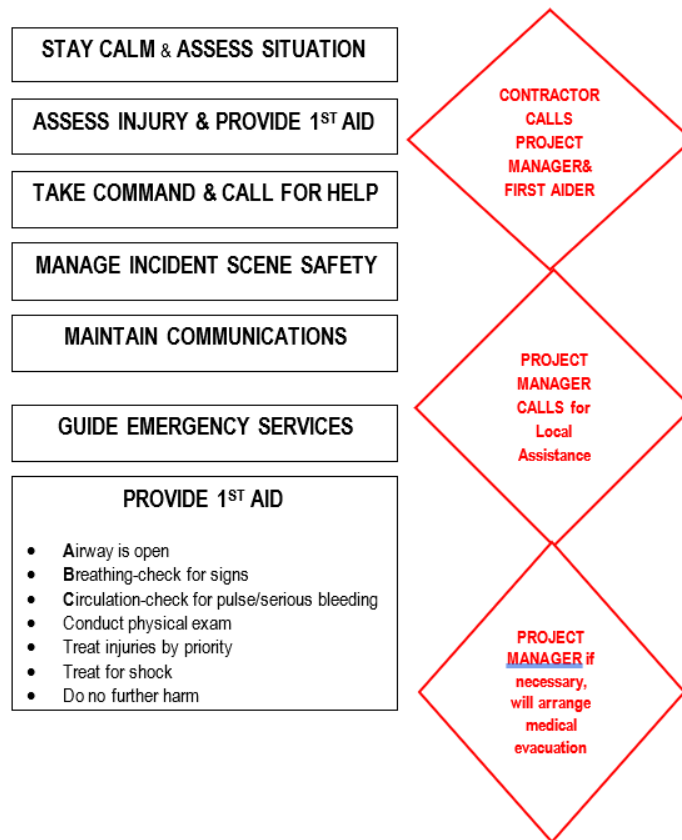 STAY CALM & ASSESS SITUATION
ASSESS INJURY & PROVIDE 1ST AID
TAKE COMMAND & CALL FOR HELP
MANAGE INCIDENT SCENE SAFETY
MAINTAIN COMMUNICATIONS
GUIDE EMERGENCY SERVICES
PROVIDE 1ST AID
• Airway is open
• Breathing-check for signs
• Circulation-check for pulse/serious bleeding
• Conduct physical exam
• Treat injuries by priority
• Treat for shock
• Do no further harm
CONTRACTOR
CALLS
PROJECT
MANAGER&
FIRST AIDER
PROJECT
MANAGER
CALLS for
Local
Assistance
PROJECT
MANAGER if
necessary,
will arrange
medical
evacuation